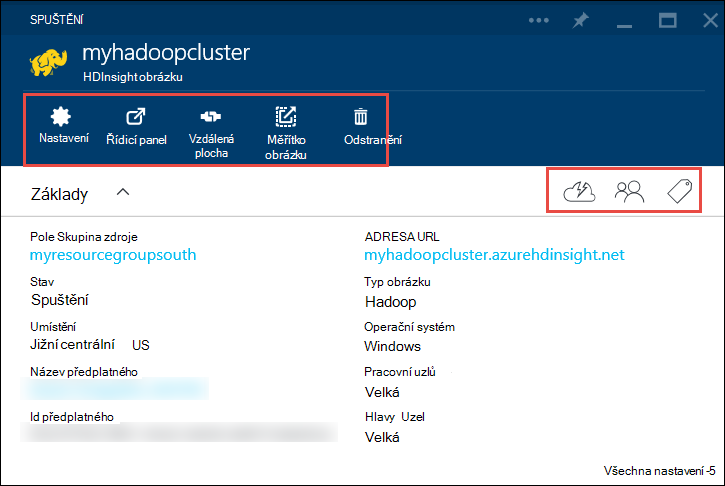 SPUŠTĚNÍ
myhadoopcluster
HDInsight obrázku
Nastavení
Řídicí panel
Vzdálená
plocha
Měřítko
obrázku
Odstranění
Základy
Pole Skupina zdroje
myresourcegroupsouth
Stav
Spuštění
Umístění
Jižní centrální US
Název předplatného
Id předplatného
ADRESA URL
myhadoopcluster.azurehdinsight.net
Typ obrázku
Hadoop
Operační systém
Windows
Pracovní uzlů
Velká
Hlavy Uzel
Velká
Všechna nastavení -5